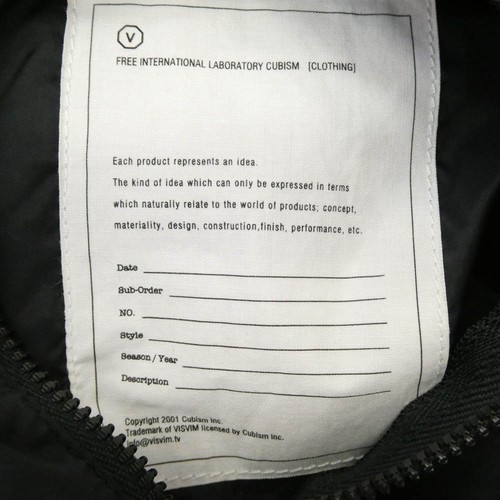 V
FREE INTERNATIONAL LABORATORY CUBISM [CLOTHING]
Each product represents an idea.
The kind of idea which can only be expressed in terms
which naturally relate to the world of products; concept,
materiality, design, construction,finish, performance, etc.
Date
Sub-Order
NO.
Style
Season / Year
Description
Copyright 2001 Cubism Inc.
Trademark of VISVIM licensed by Cubism Inc.
info@visvim.tv